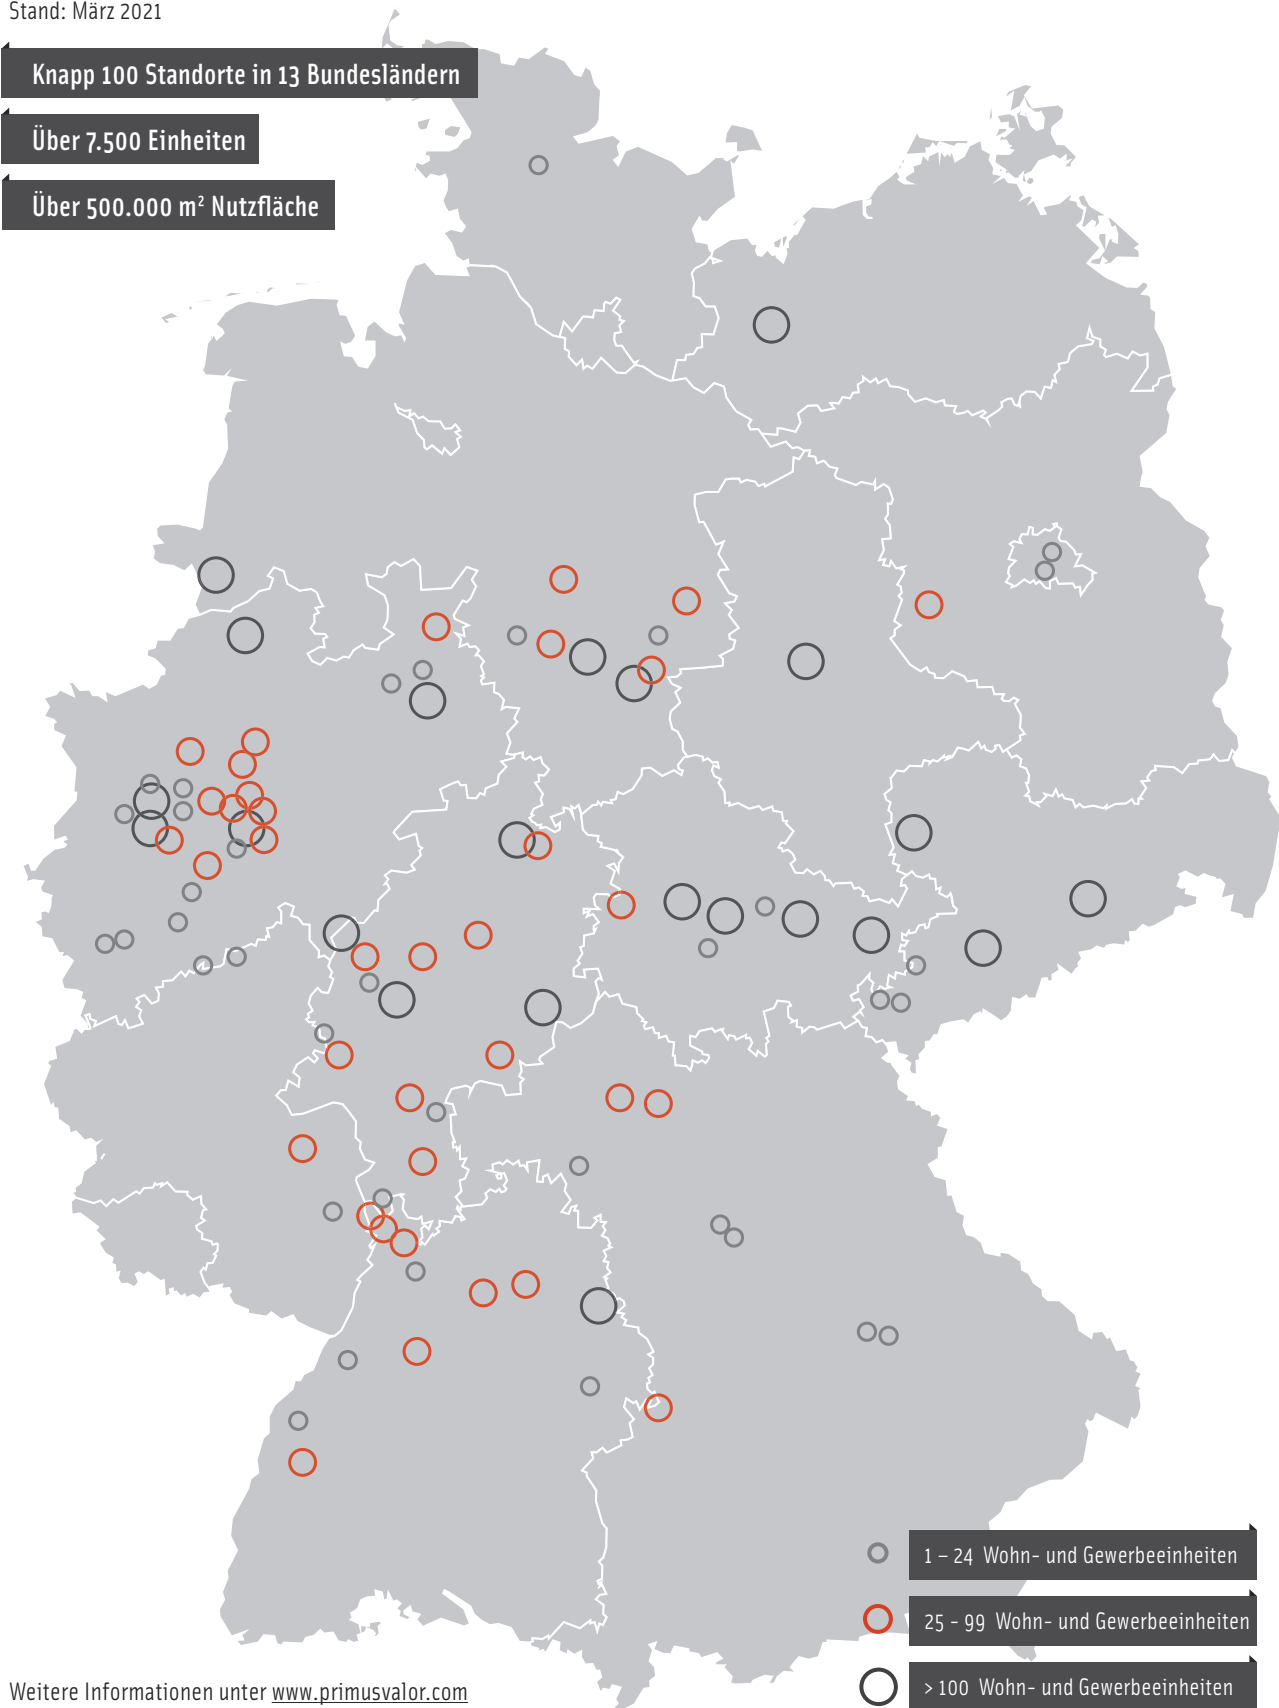 Stand: März 2021
Knapp 100 Standorte in 13 Bundesländern
Über 7.500 Einheiten
Über 500.000 m² Nutzfläche
1 – 24 Wohn- und Gewerbeeinheiten
25 - 99 Wohn- und Gewerbeeinheiten
> 100 Wohn- und Gewerbeeinheiten
Weitere Informationen unter www.primusvalor.com